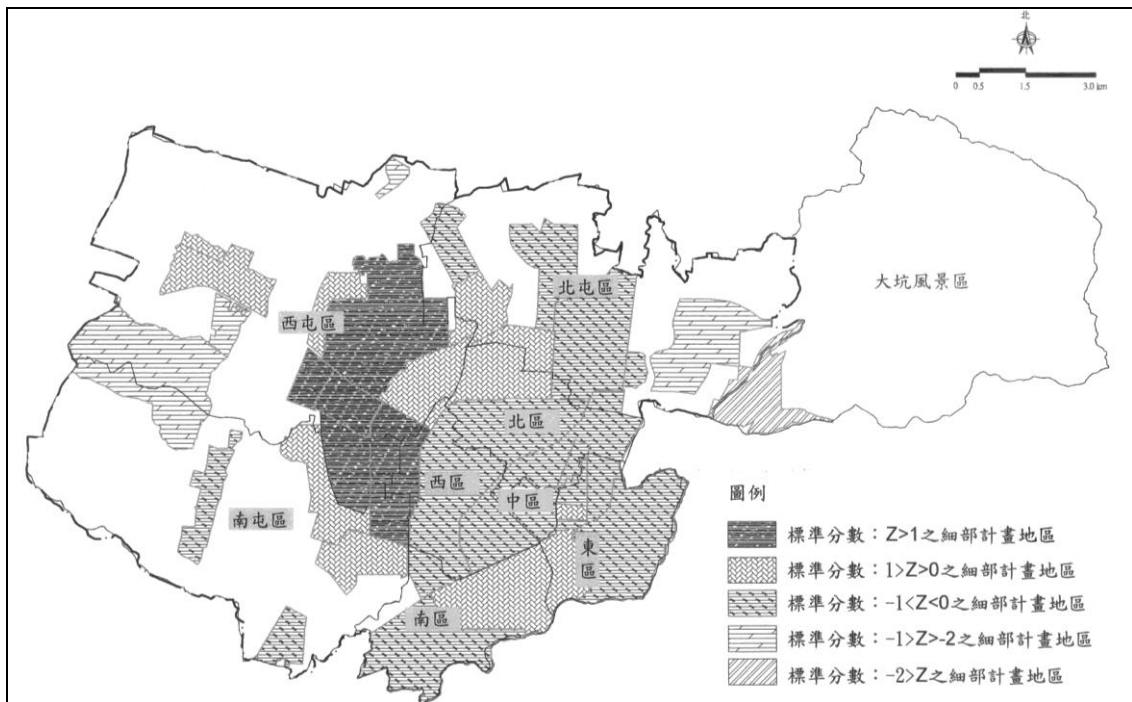 北
0 0.5 1.5 3.0 km
大坑風景區
北屯區
西屯區
北區
西區
中區
南屯區
東區
南區
圖例
標準分數：Z>1之細部計畫地區
標準分數：1>Z>0之細部計畫地區
標準分數：-1<Z<0之細部計畫地區
標準分數：-1>Z>-2之細部計畫地區
標準分數：-2>Z之細部計畫地區